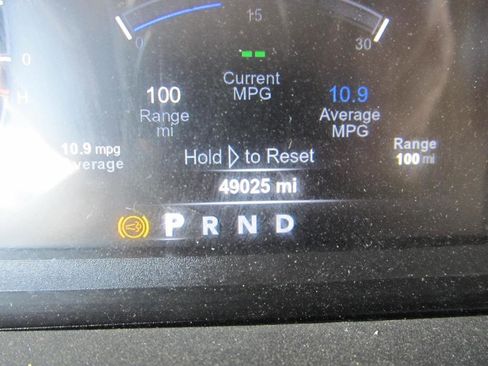 15
0 30
0
H
Current
MPG
100
Range
mi
10.9
Average
MPG
10.9 mpg
Average
Hold to Reset
Range
100 mi
49025 mi
P R N D